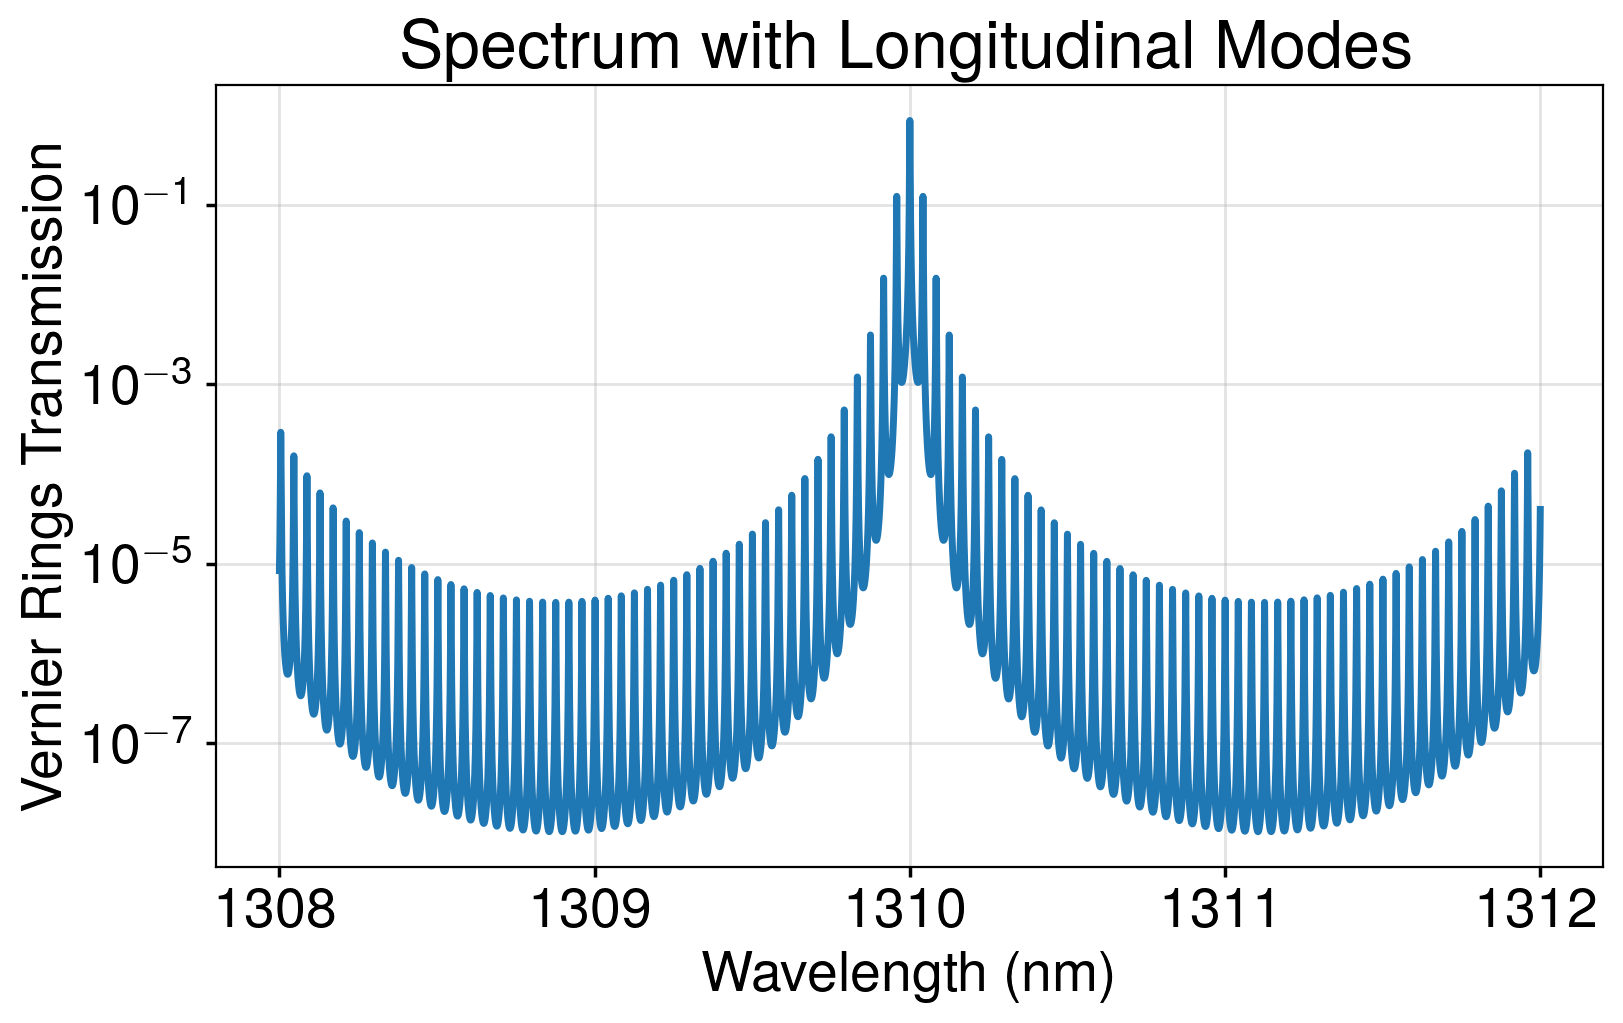 Spectrum with Longitudinal Modes
Vernier Rings Transmission
10⁻¹
10⁻³
10⁻⁵
10⁻⁷
1308 1309 1310 1311 1312
Wavelength (nm)